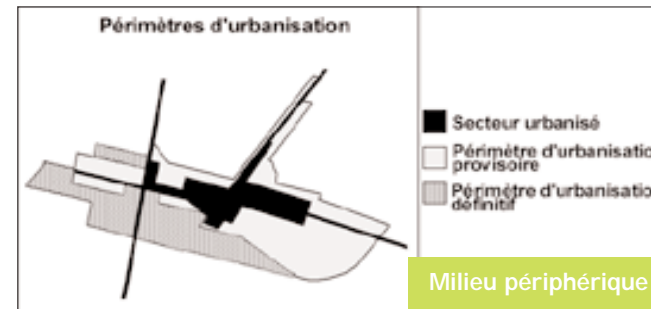 Périmètres d'urbanisation
Secteur urbanisé
Périmètre d'urbanisatio
provisoire
Périmètre d'urbanisatio
définitif
Milieu périphérique